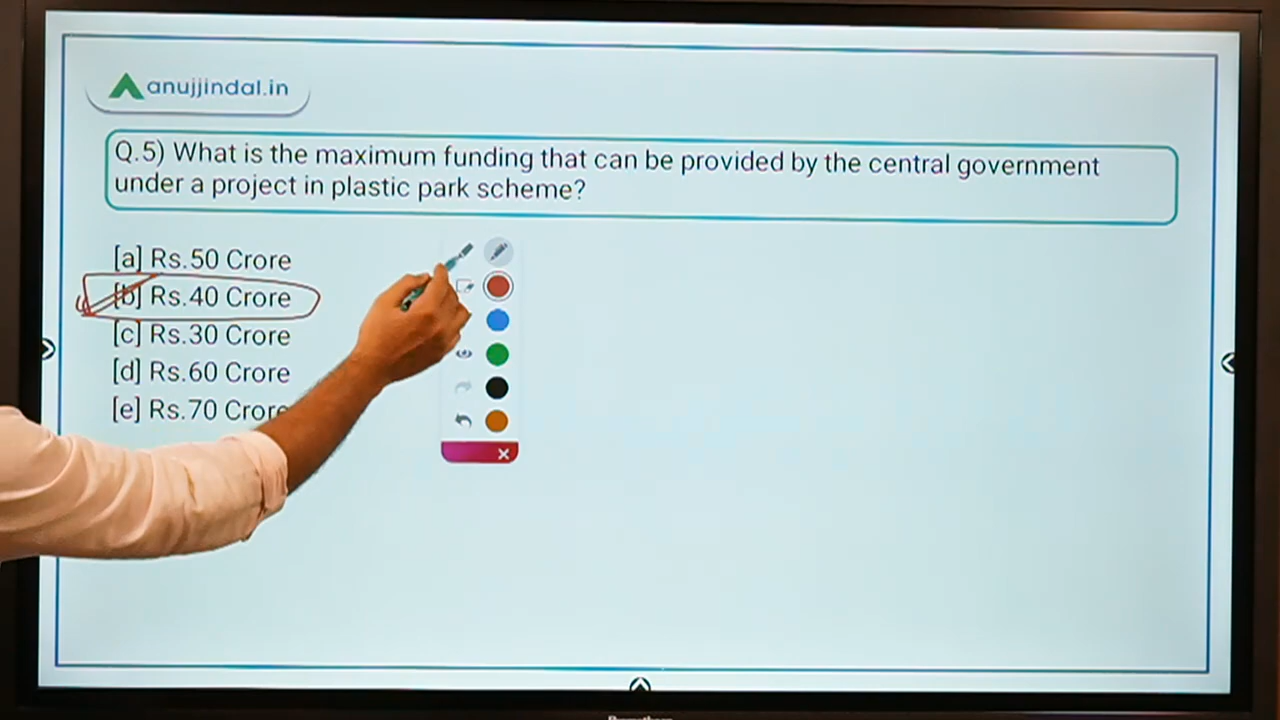 anujjindal.in
Q.5) What is the maximum funding that can be provided by the central government
under a project in plastic park scheme?
[a] Rs.50 Crore
[b] Rs.40 Crore
[c] Rs.30 Crore
[d] Rs.60 Crore
[e] Rs.70 Crore